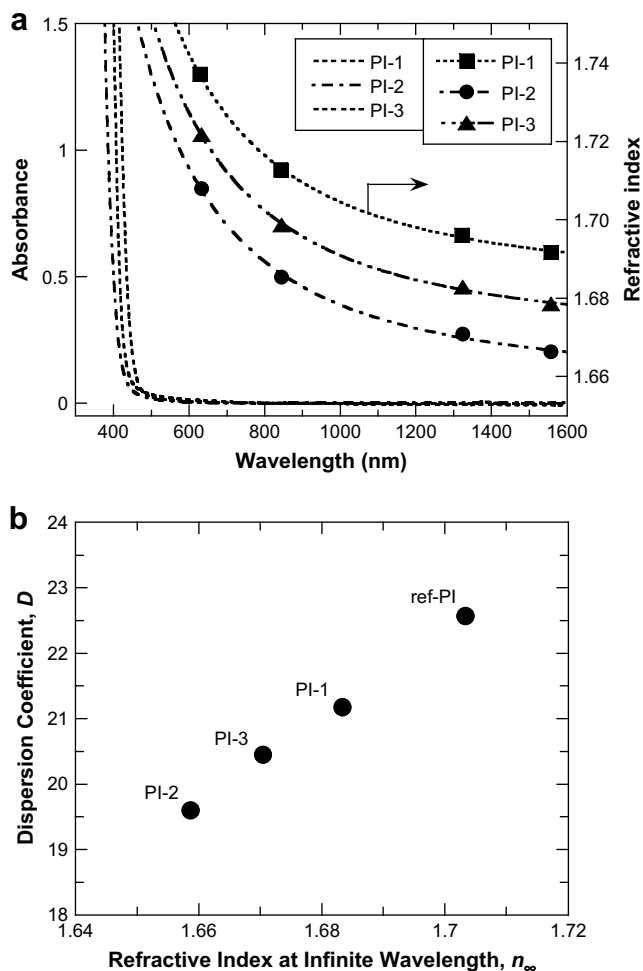 a
1.5
1
0.5
0
Absorbance
PI-1
PI-2
PI-3
PI-1
PI-2
PI-3
1.74
1.72
1.70
1.68
1.66
Refractive index
400 600 800 1000 1200 1400 1600
Wavelength (nm)
b
24
23
22
21
20
19
18
Dispersion Coefficient, D
ref-PI
PI-1
PI-3
PI-2
1.64 1.66 1.68 1.7 1.72
Refractive Index at Infinite Wavelength, n∞